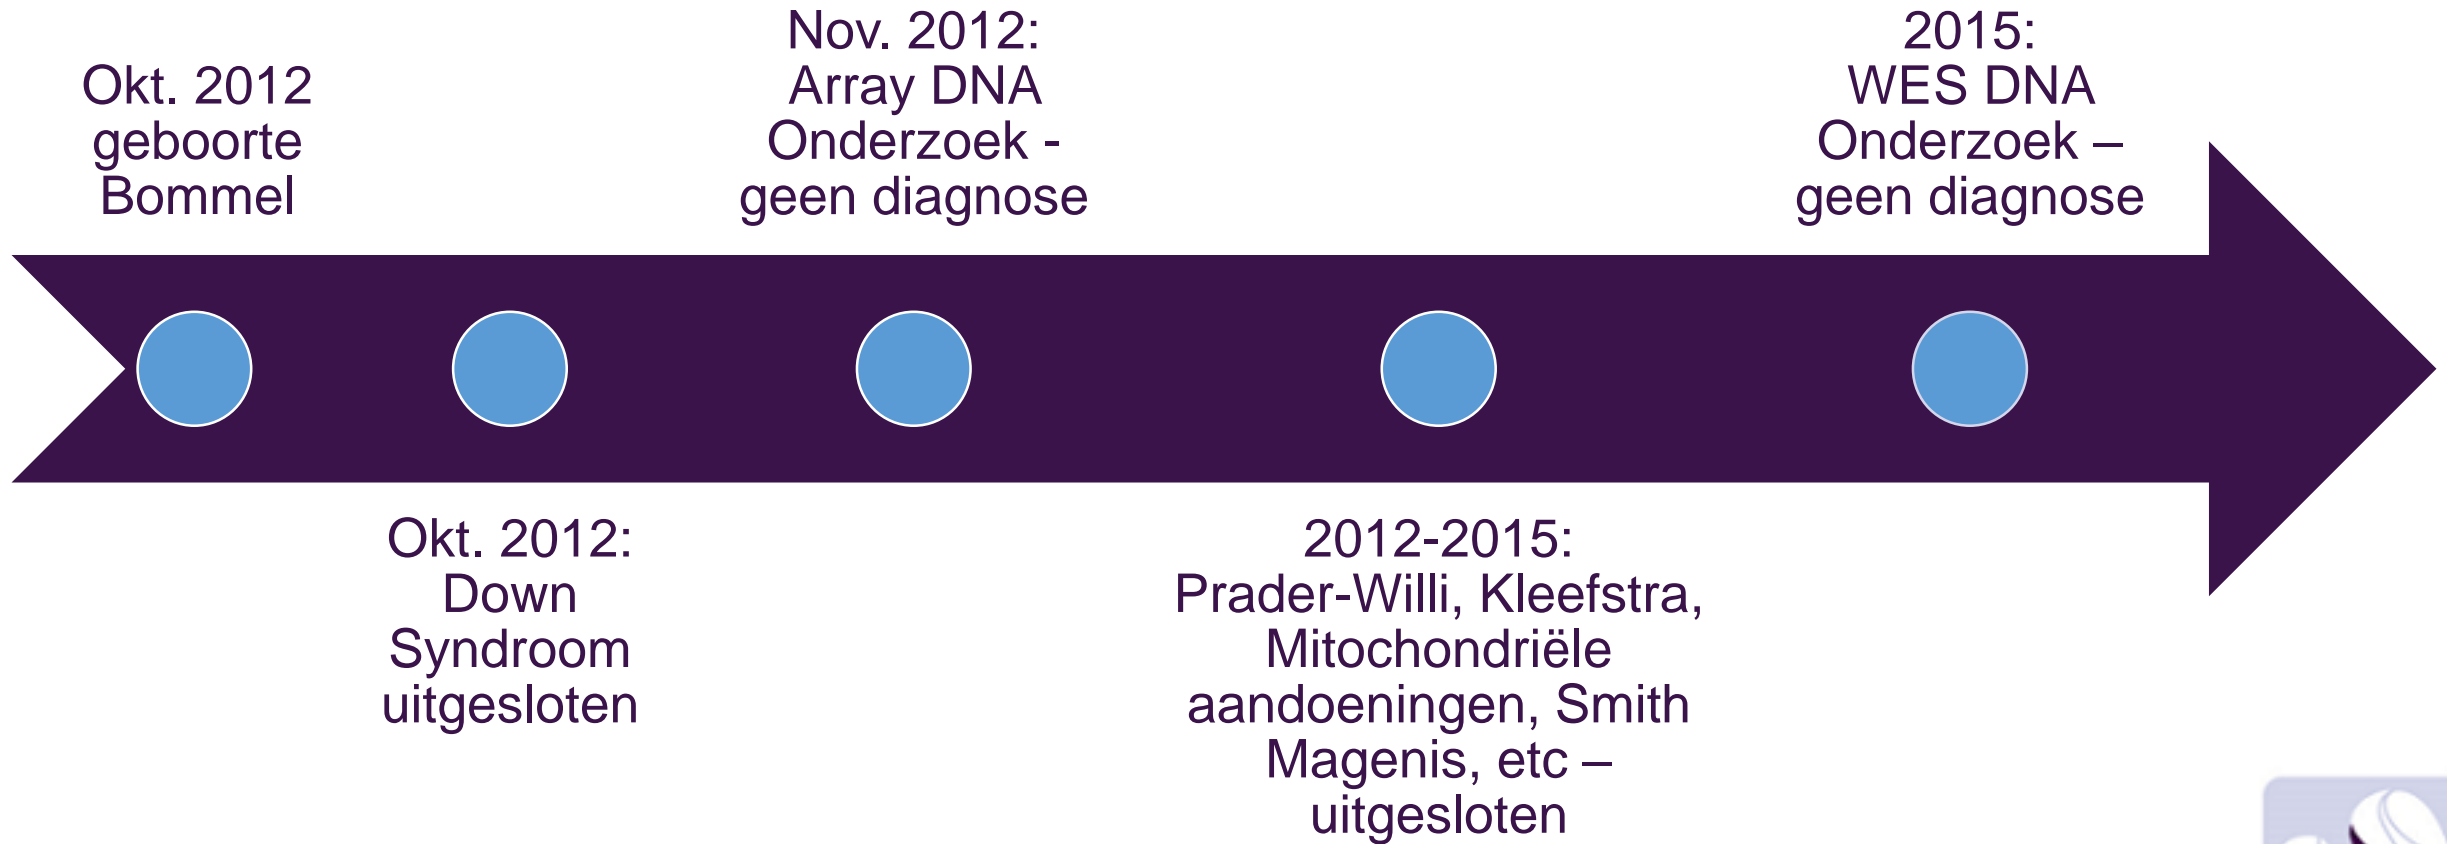 Okt. 2012
geboorte
Bommel
Okt. 2012:
Down
Syndroom
uitgesloten
Nov. 2012:
Array DNA
Onderzoek -
geen diagnose
2012-2015:
Prader-Willi, Kleefstra,
Mitochondriële
aandoeningen, Smith
Magenis, etc –
uitgesloten
2015:
WES DNA
Onderzoek –
geen diagnose